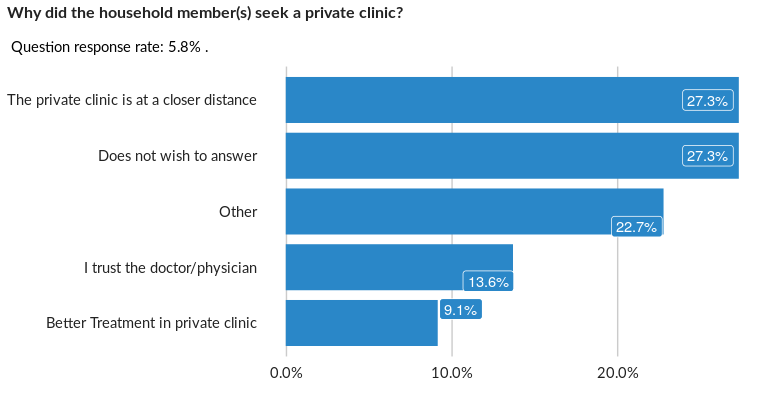 Why did the household member(s) seek a private clinic?
Question response rate: 5.8% .
The private clinic is at a closer distance
27.3%
Does not wish to answer
27.3%
Other
22.7%
I trust the doctor/physician
13.6%
Better Treatment in private clinic
9.1%
0.0%
10.0%
20.0%